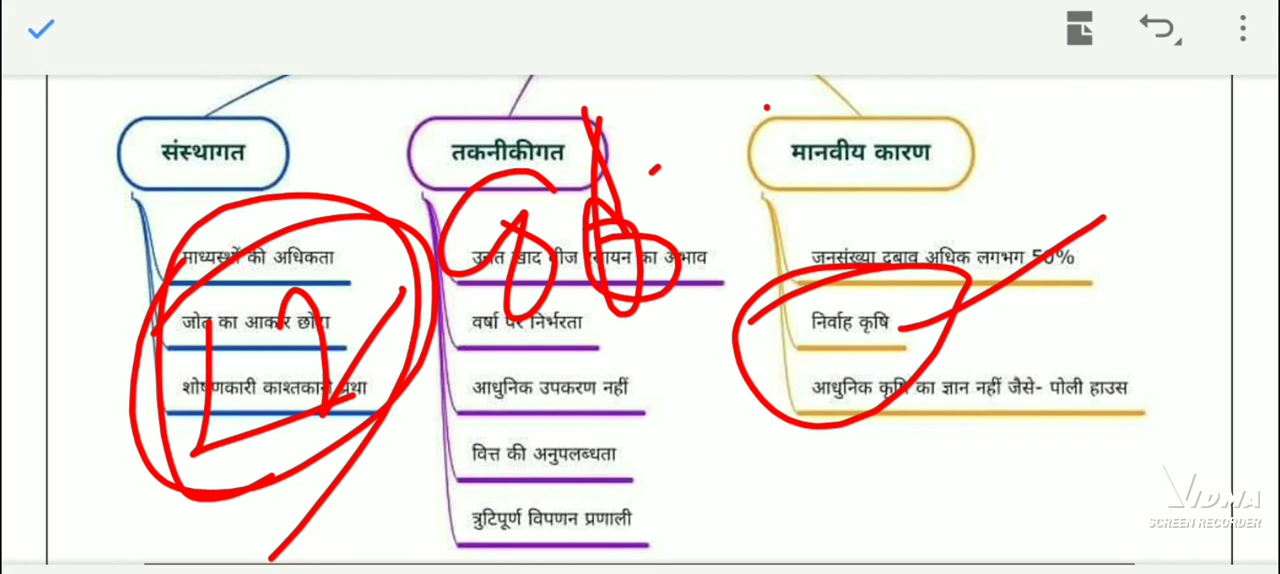 संस्थागत
माध्यस्थों की अधिकता
जोत का आकार छोटा
शोषणकारी काश्तकारी प्रथा
तकनीकीगत
उन्नत खाद बीज रसायन का अभाव
वर्षा पर निर्भरता
आधुनिक उपकरण नहीं
वित्त की अनुपलब्धता
त्रुटिपूर्ण विपणन प्रणाली
मानवीय कारण
जनसंख्या दबाव अधिक लगभग 50%
निर्वाह कृषि
आधुनिक कृषि का ज्ञान नहीं जैसे- पोली हाउस
VIDMA
SCREEN RECORDER